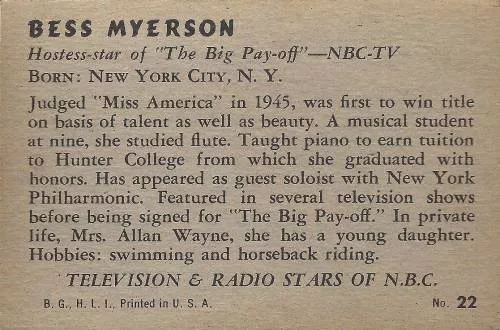 BESS MYERSON
Hostess-star of "The Big Pay-off"—NBC-TV
BORN: NEW YORK CITY, N. Y.
Judged "Miss America" in 1945, was first to win title
on basis of talent as well as beauty. A musical student
at nine, she studied flute. Taught piano to earn tuition
to Hunter College from which she graduated with
honors. Has appeared as guest soloist with New York
Philharmonic. Featured in several television shows
before being signed for "The Big Pay-off." In private
life, Mrs. Allan Wayne, she has a young daughter.
Hobbies: swimming and horseback riding.
TELEVISION & RADIO STARS OF N.B.C.
B. G., H. L. I., Printed in U. S. A. No. 22